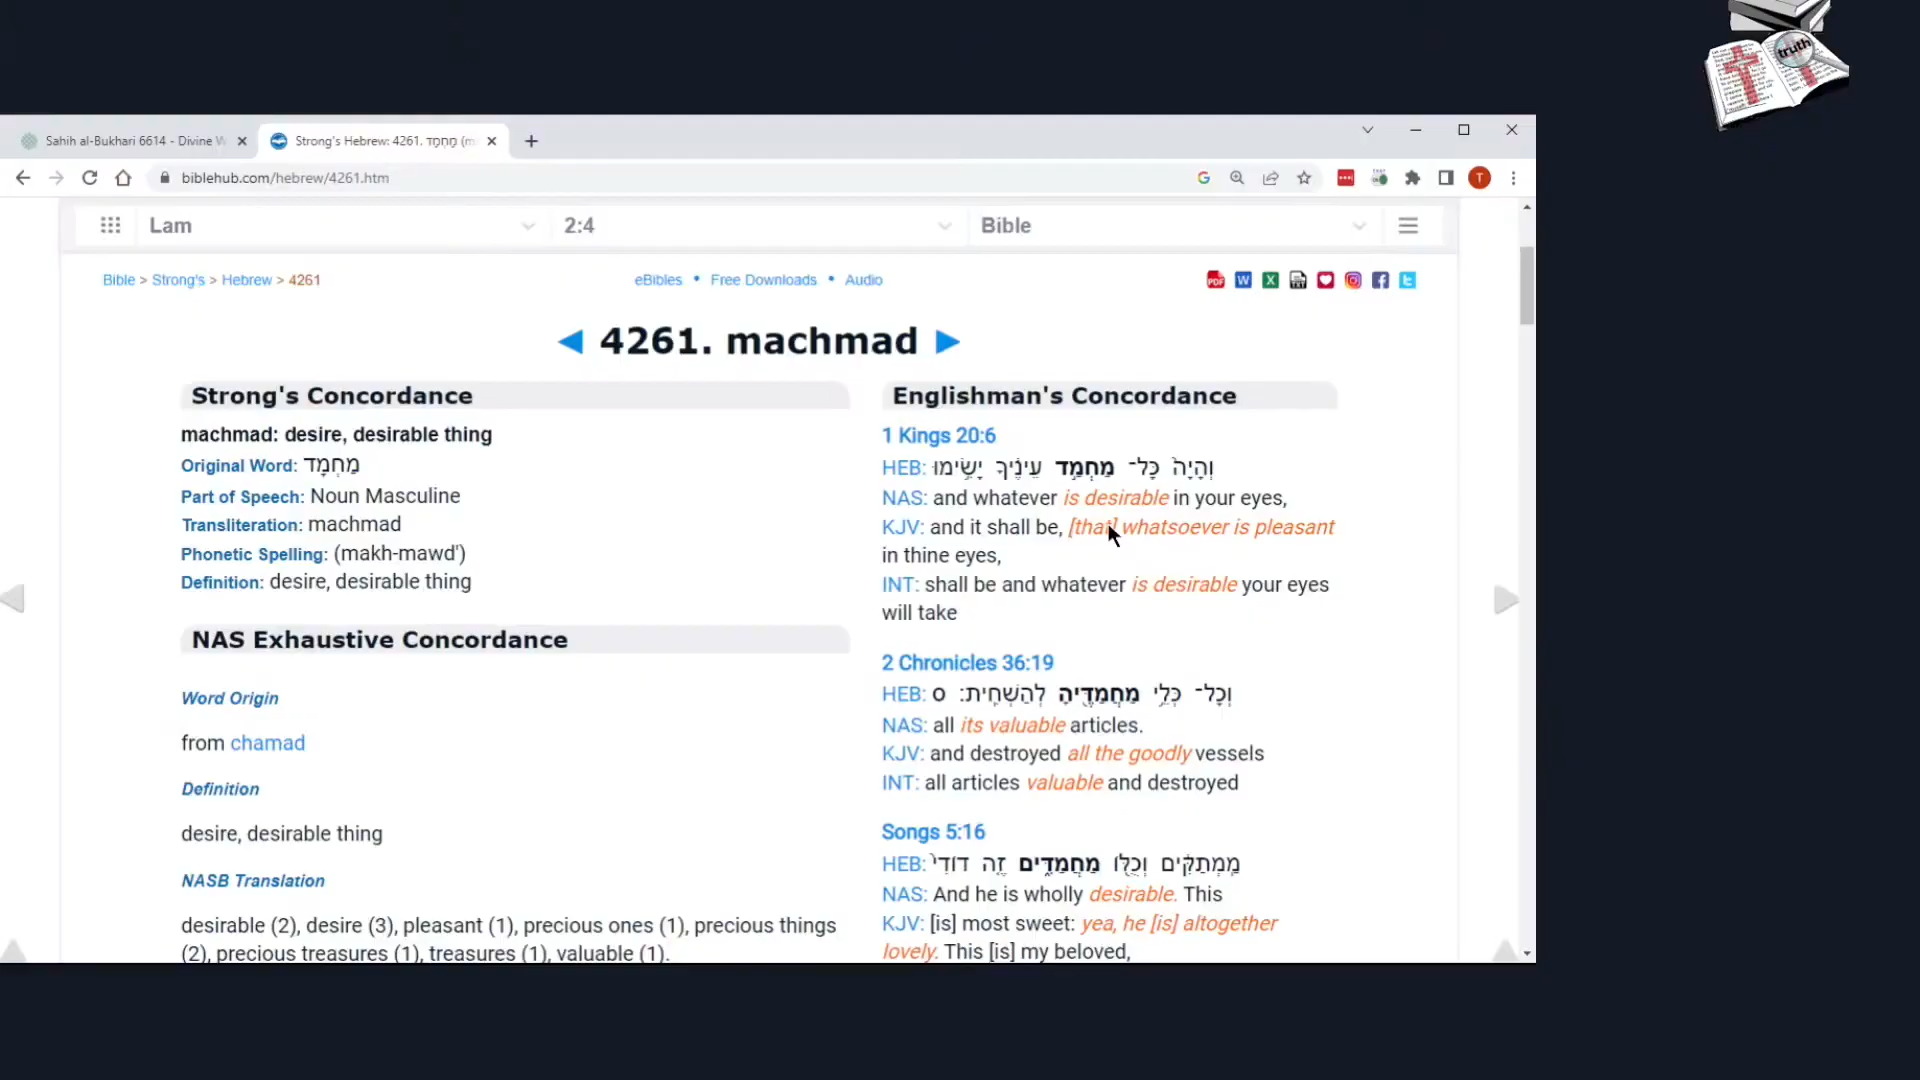 truth
Sahih al-Bukhari 6614 - Divine W
Strong's Hebrew: 4261. מַחְמָד (m
biblehub.com/hebrew/4261.htm
Lam
2:4
Bible
Bible > Strong's > Hebrew > 4261
eBibles • Free Downloads • Audio
4261. machmad
Strong's Concordance
machmad: desire, desirable thing
Original Word: מַחְמָד
Part of Speech: Noun Masculine
Transliteration: machmad
Phonetic Spelling: (makh-mawd')
Definition: desire, desirable thing
NAS Exhaustive Concordance
Word Origin
from chamad
Definition
desire, desirable thing
NASB Translation
desirable (2), desire (3), pleasant (1), precious ones (1), precious things
(2), precious treasures (1), treasures (1), valuable (1).
Englishman's Concordance
1 Kings 20:6
HEB: וְהָיָה֙ כָּל־ מַחְמַ֣ד עֵינֶ֔יךָ יָשִׂ֥ימוּ
NAS: and whatever is desirable in your eyes,
KJV: and it shall be, [that] whatsoever is pleasant
in thine eyes,
INT: shall be and whatever is desirable your eyes
will take
2 Chronicles 36:19
HEB: וְכָל־ כְּלֵ֥י מַחֲמַדֶּ֖יהָ לְהַשְׁחִֽית׃ ס
NAS: all its valuable articles.
KJV: and destroyed all the goodly vessels
INT: all articles valuable and destroyed
Songs 5:16
HEB: מַֽמְתַקִּ֔ים וְכֻלּ֖וֹ מַחֲמַדִּ֑ים זֶ֤ה דוֹדִי֙
NAS: And he is wholly desirable. This
KJV: [is] most sweet: yea, he [is] altogether
lovely. This [is] my beloved,